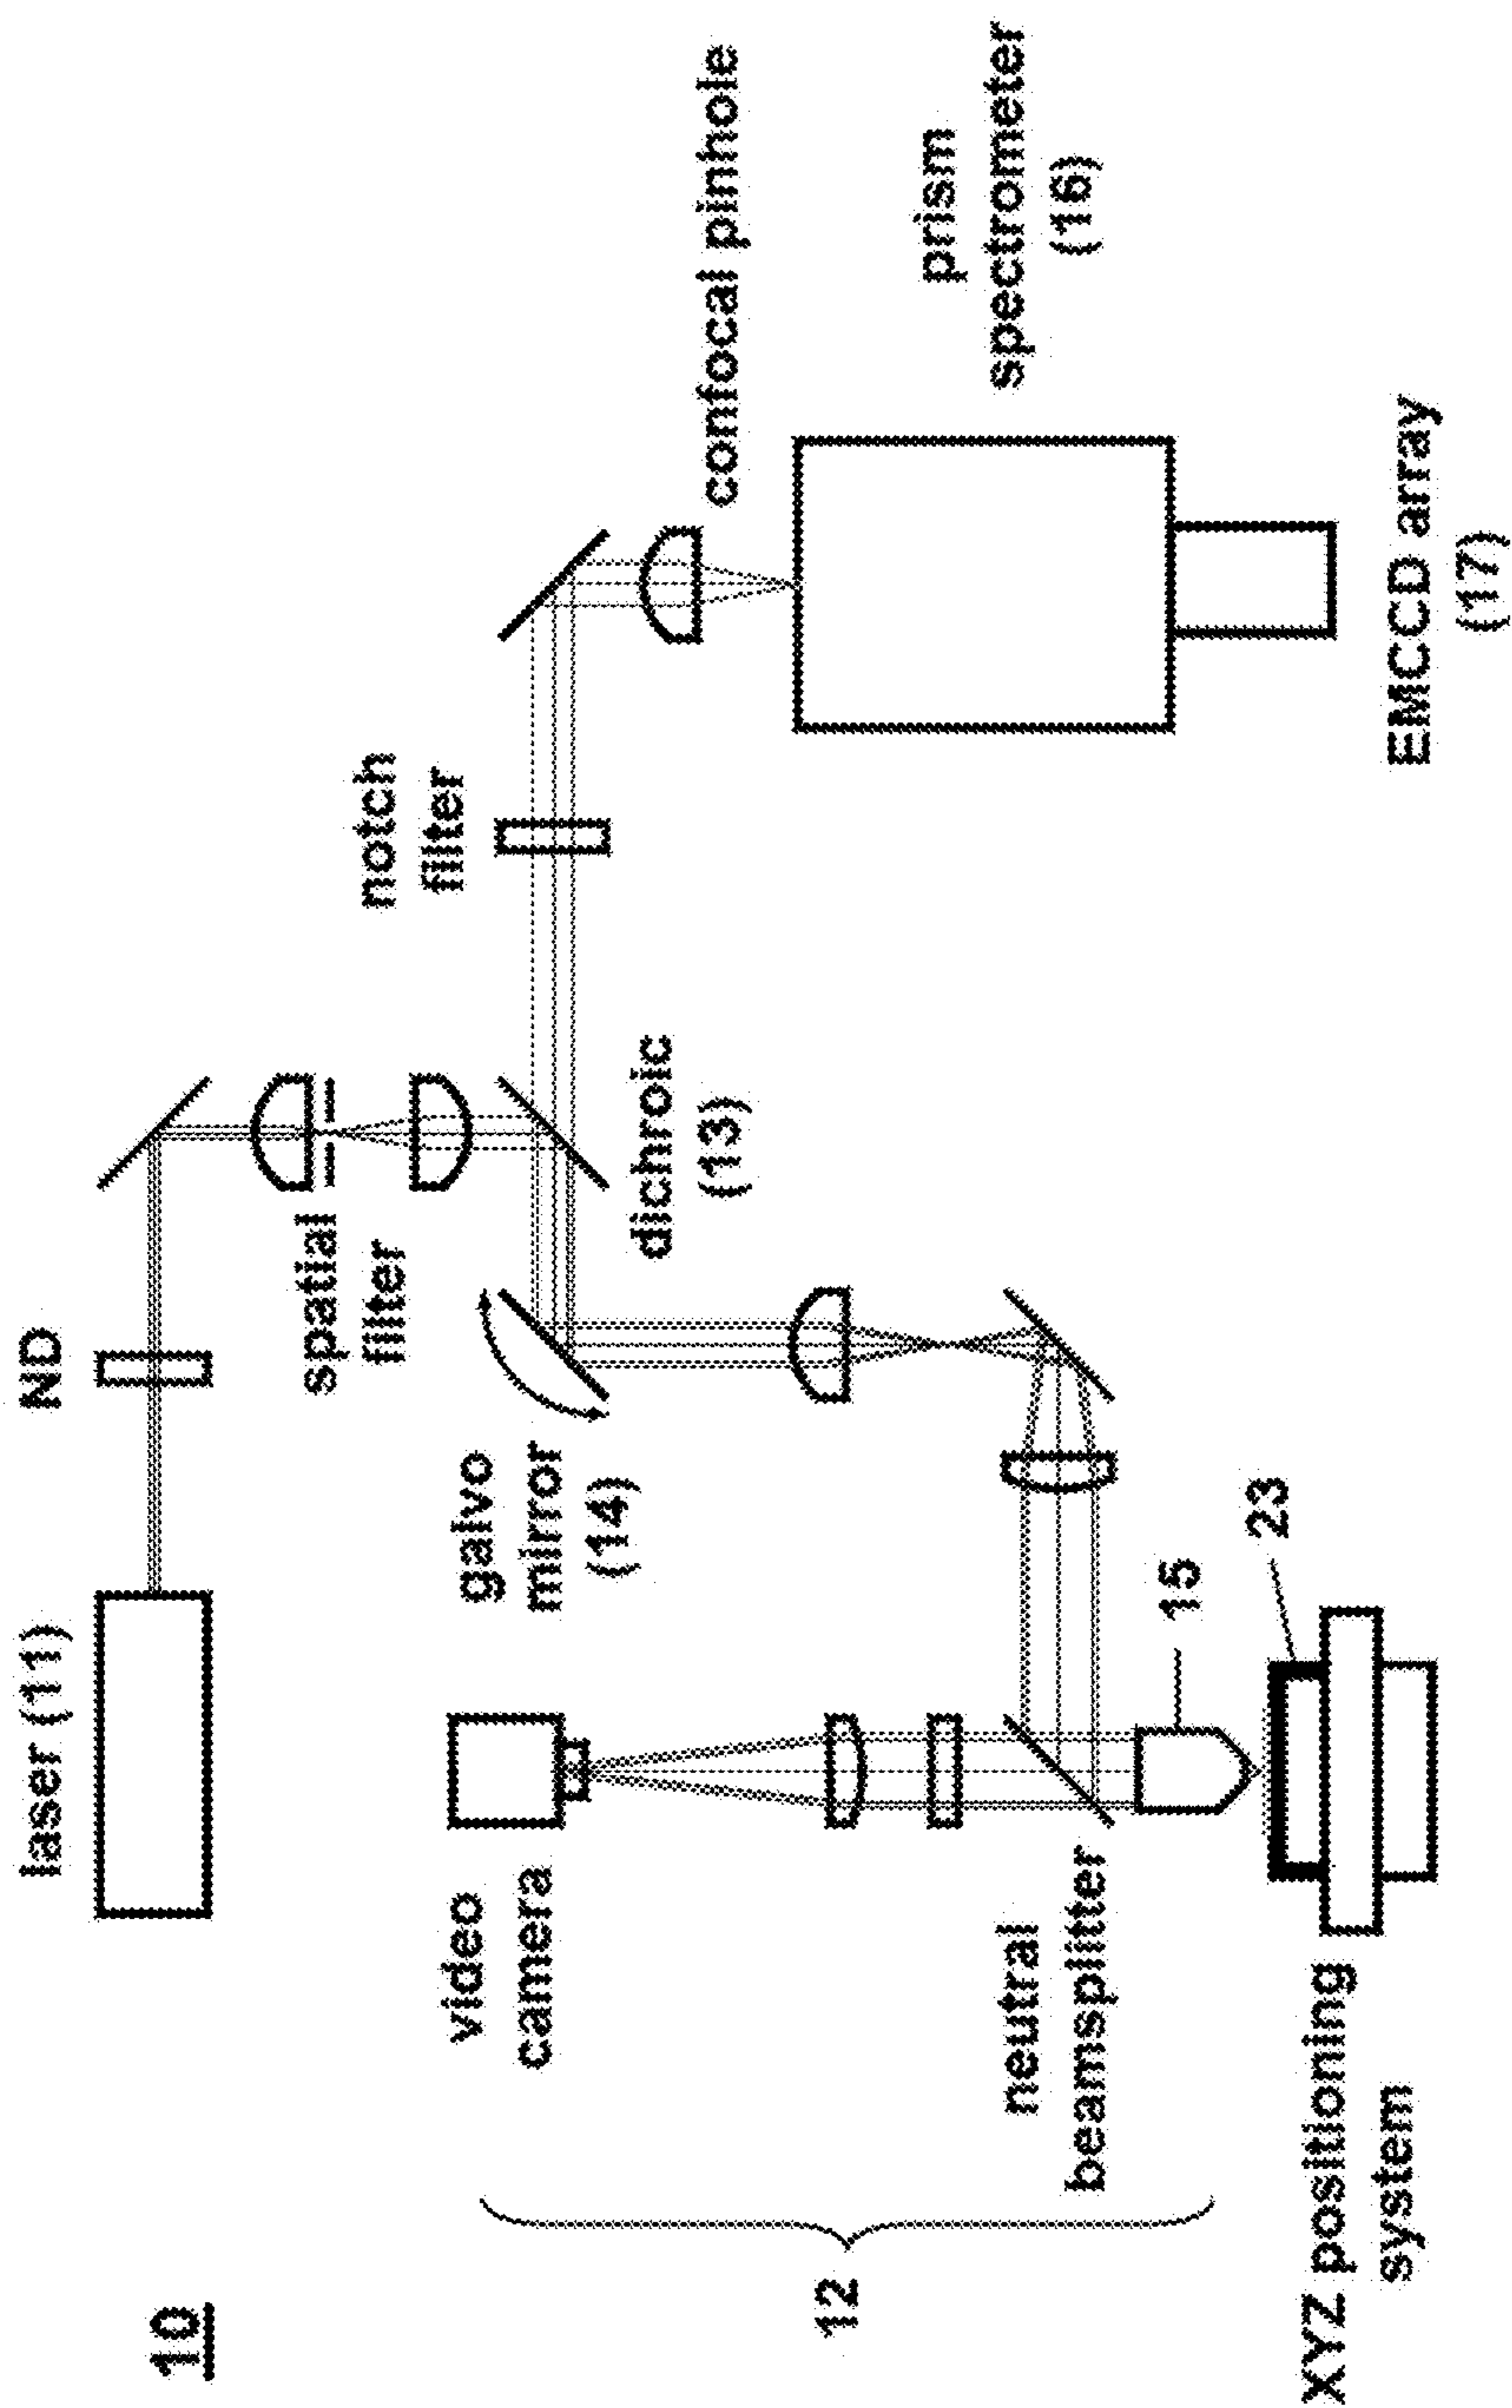 10
laser (11)
ND
spatial
filter
notch
filter
video
camera
galvo
mirror
(14)
dichroic
(13)
confocal pinhole
12
neutral
beamsplitter
15
23
prism
spectrometer
(16)
XYZ positioning
system
EMCCD array
(17)